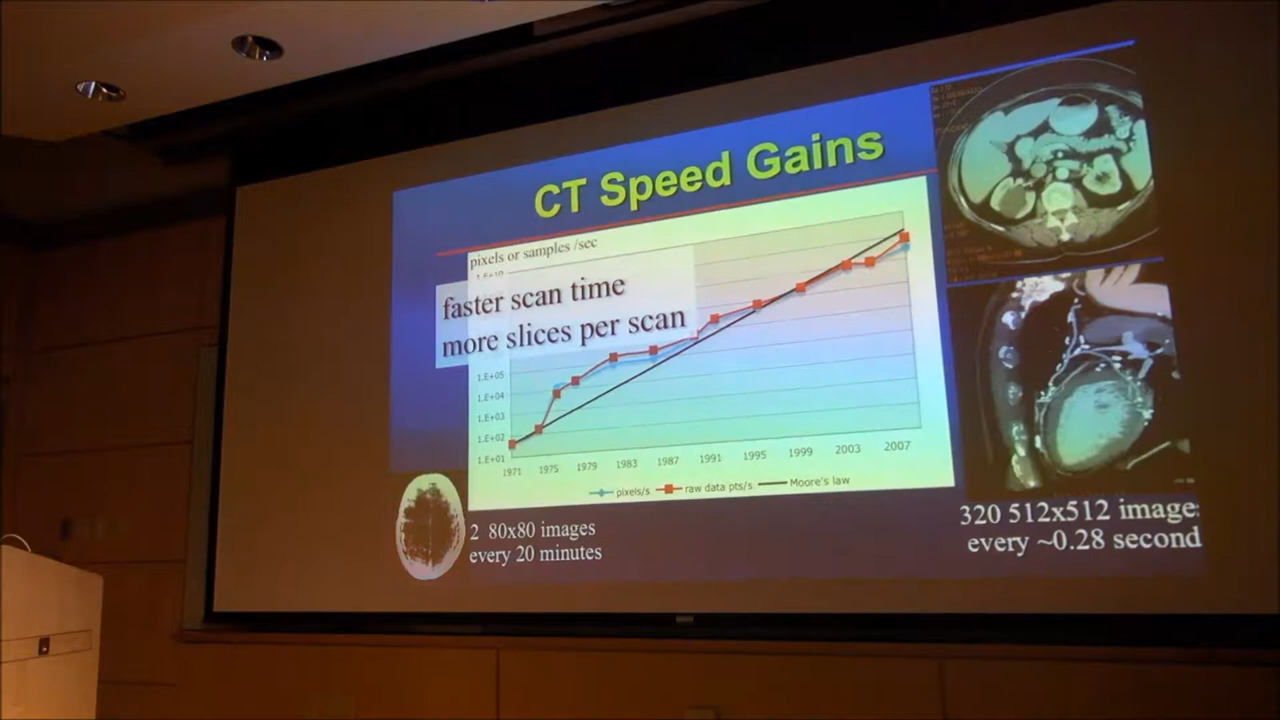 CT Speed Gains
pixels or samples /sec
1.E+10
faster scan time
more slices per scan
1.E+05
1.E+04
1.E+03
1.E+02
1.E+01
1971 1975 1979 1983 1987 1991 1995 1999 2003 2007
pixels/s raw data pts/s Moore's law
2 80x80 images
every 20 minutes
320 512x512 image
every ~0.28 second